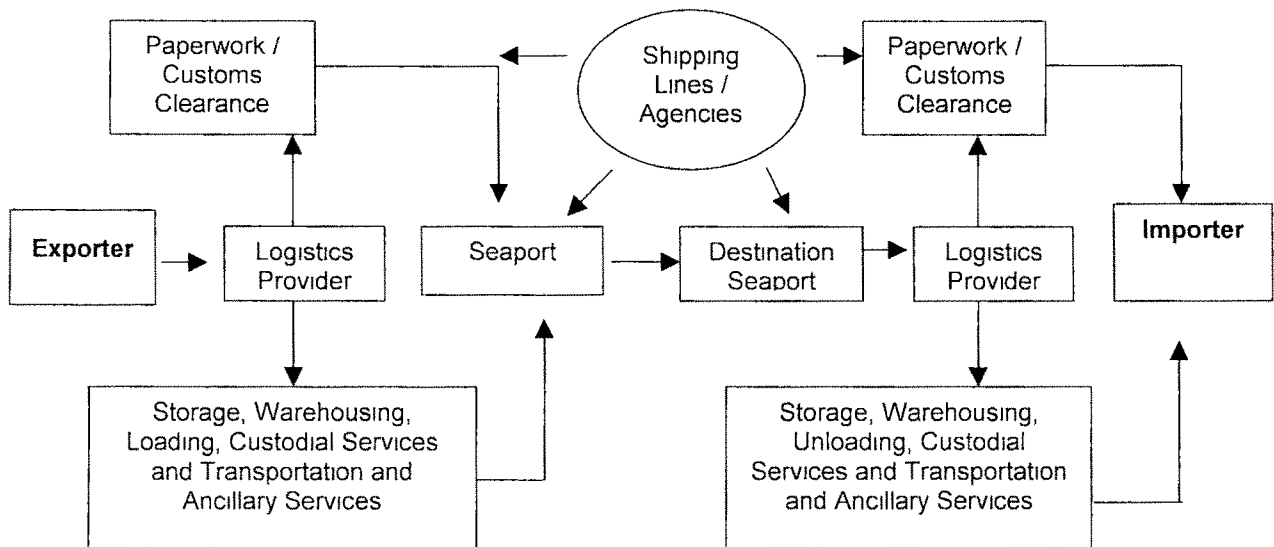 Paperwork /
Customs
Clearance
Shipping
Lines /
Agencies
Paperwork /
Customs
Clearance
Exporter
Logistics
Provider
Seaport
Destination
Seaport
Logistics
Provider
Importer
Storage, Warehousing,
Loading, Custodial Services
and Transportation and
Ancillary Services
Storage, Warehousing,
Unloading, Custodial
Services and Transportation
and Ancillary Services